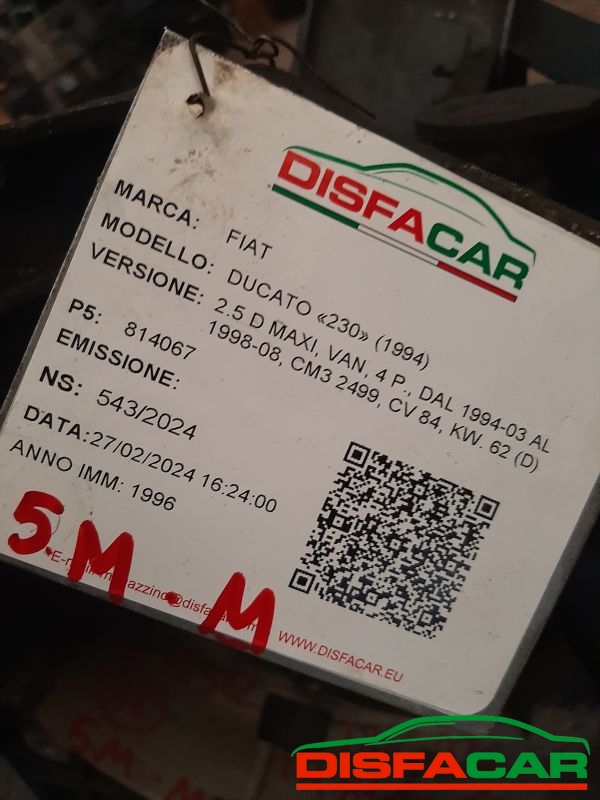 DISFACAR
MARCA: FIAT
MODELLO: DUCATO «230» (1994)
VERSIONE: 2.5 D MAXI, VAN, 4 P., DAL 1994-03 AL
1998-08, CM3 2499, CV 84, KW. 62 (D)
P5: 814067
EMISSIONE:
NS: 543/2024
DATA:27/02/2024 16:24:00
ANNO IMM: 1996
5.M - M
WWW.DISFACAR.EU
5.M - M
DISFACAR